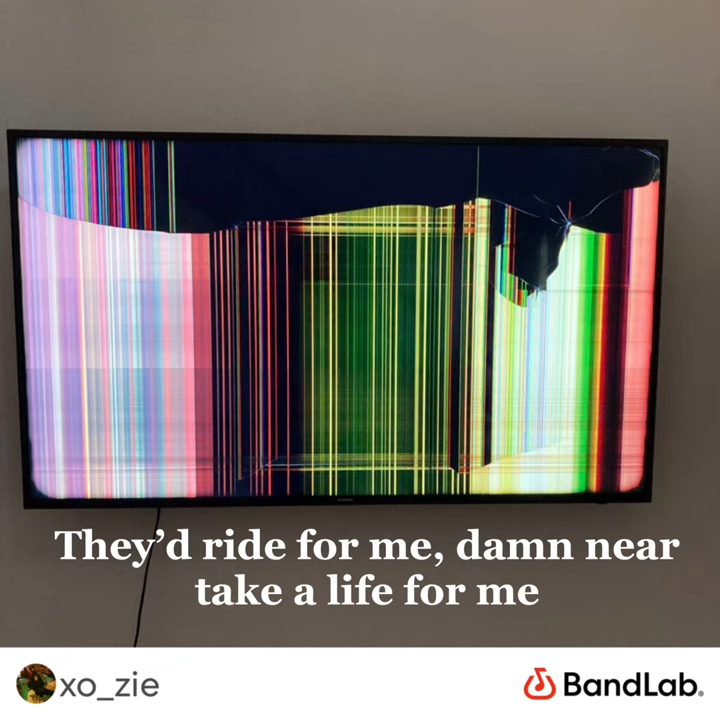 They’d ride for me, damn near
take a life for me
xo_zie
BandLab®